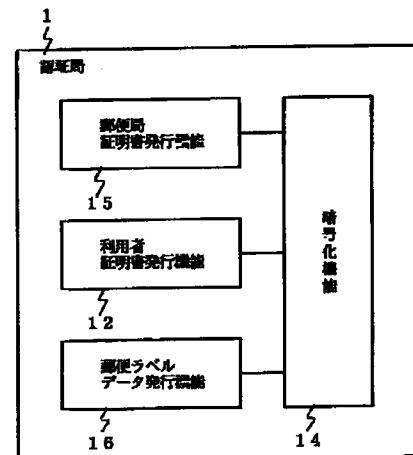 1
認証局
郵便局
証明書発行機能
15
利用者
証明書発行機能
12
郵便ラベル
データ発行機能
16
暗号化機能
14